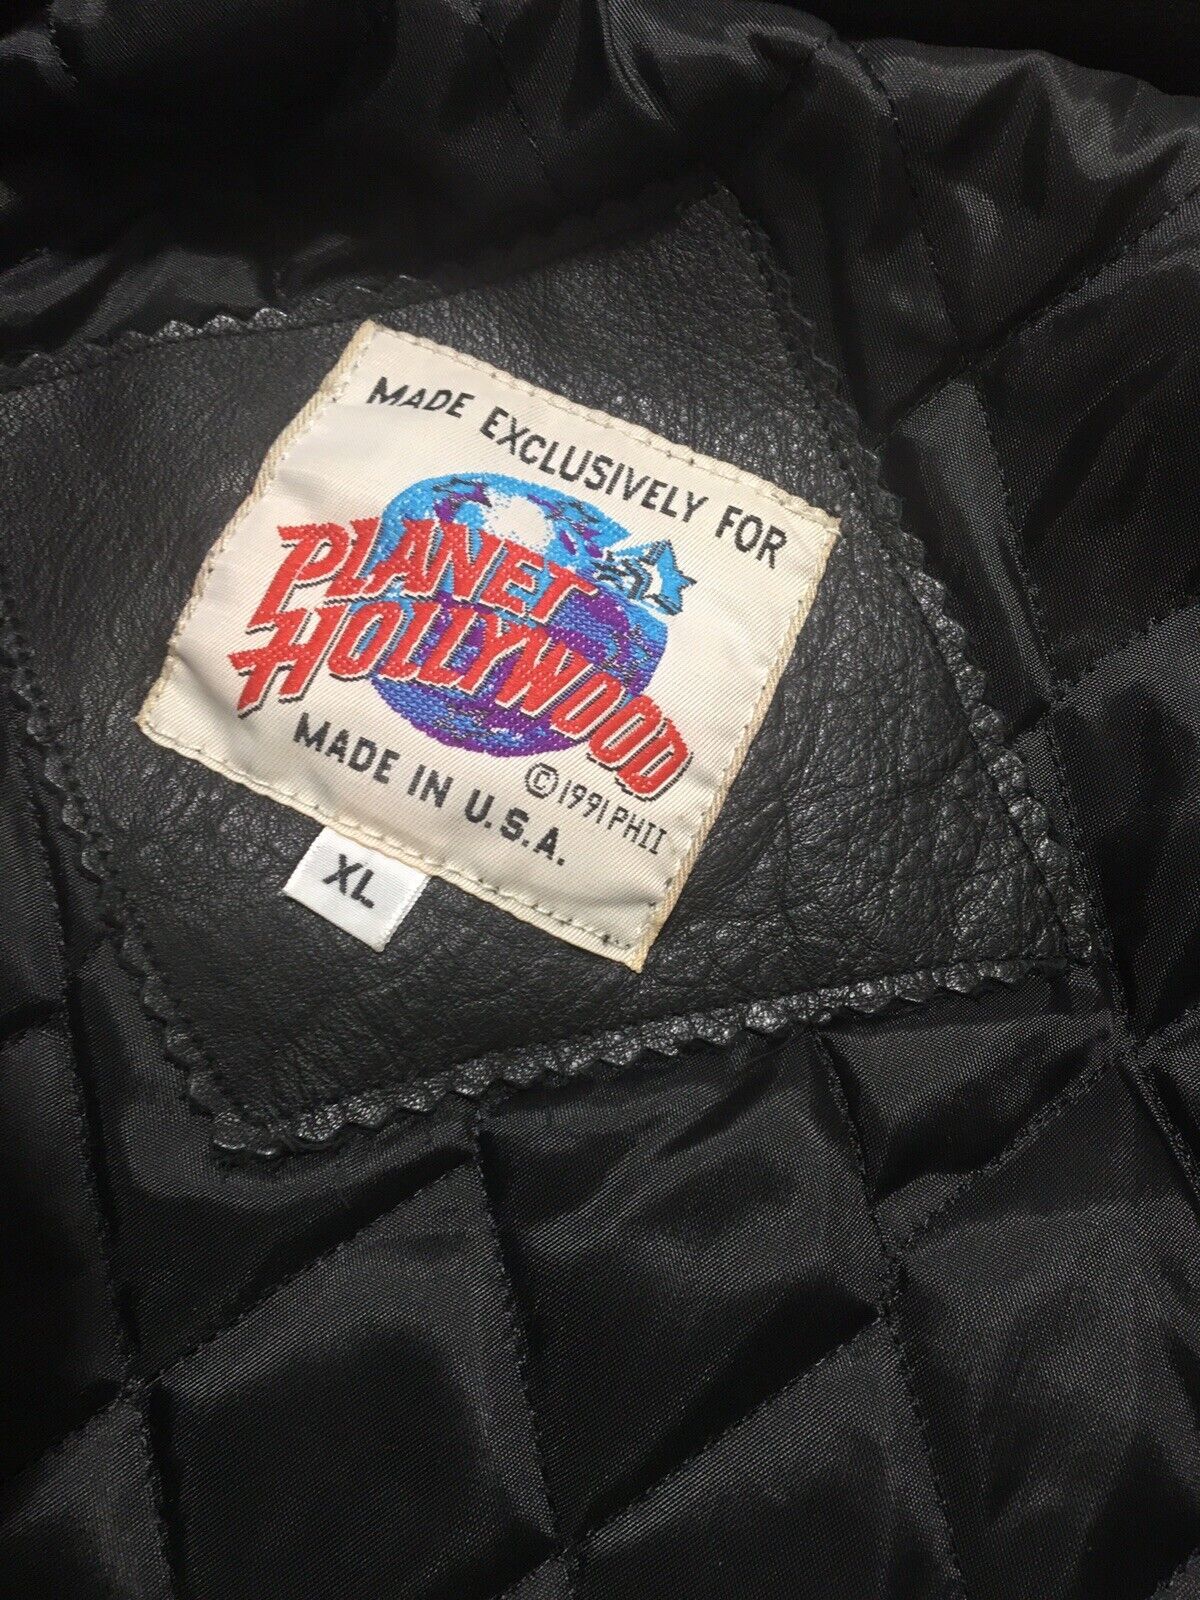 MADE EXCLUSIVELY FOR
PLANET
HOLLYWOOD
©1991 PHII
MADE IN U.S.A.
XL